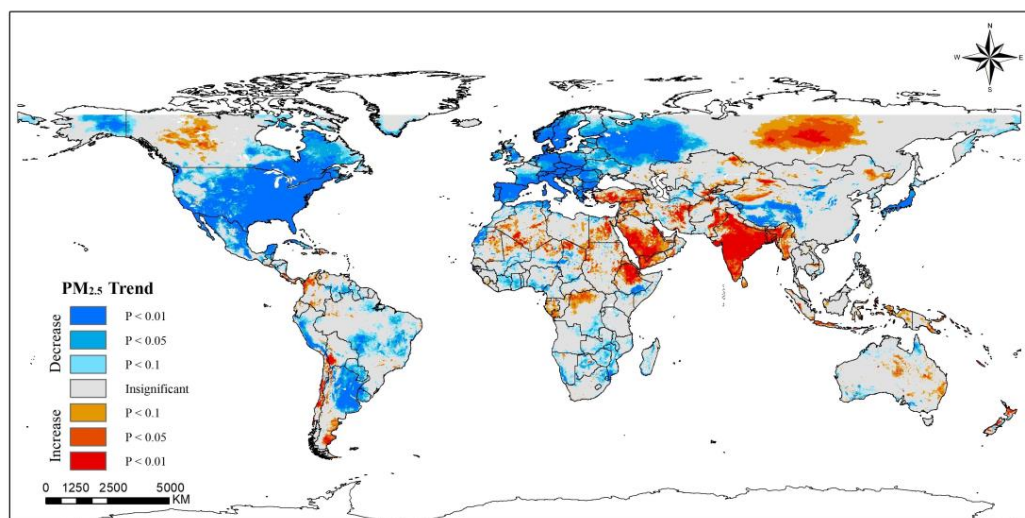 N
W E
S
PM2.5 Trend
Decrease
P < 0.01
P < 0.05
P < 0.1
Insignificant
Increase
P < 0.1
P < 0.05
P < 0.01
0 1250 2500 5000
KM